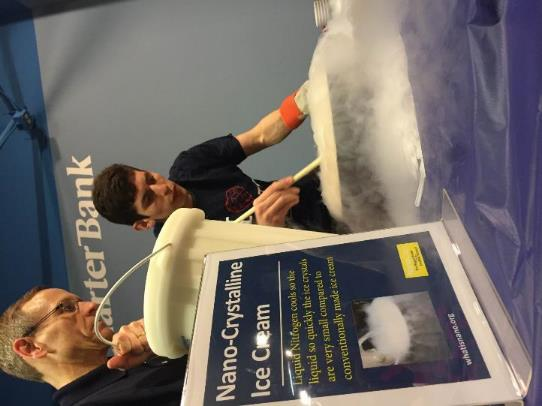 arter Bank
Nano-Crystalline
Ice Cream
Liquid Nitrogen cools so the
liquid so quickly the ice crystals
are very small compared to
conventionally made ice cream
whatisnano.org